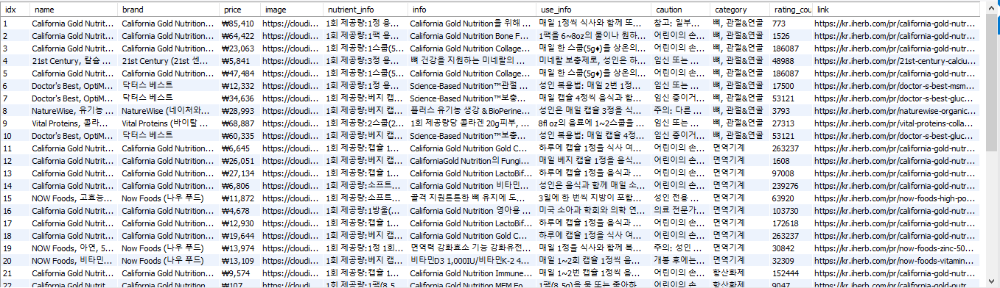 idx name brand price image nutrient_info info use_info caution category rating_cou link
1 California Gold Nutrit... California Gold Nutrition... ₩85,410 https://cloudi... 1회 제공량:1정 용... California Gold Nutrition을 위해 ... 매일 1정씩 식사와 함께 또... 참고: 일부... 뼈, 관절&연골 773 https://kr.iherb.com/pr/california-gold-nutr...
2 California Gold Nutrit... California Gold Nutrition... ₩64,422 https://cloudi... 1회 제공량:1팩 용... California Gold Nutrition Bone F... 1팩을 6~8oz의 물이나 원하... 어린이의 손... 뼈, 관절&연골 1526 https://kr.iherb.com/pr/california-gold-nutr...
3 California Gold Nutrit... California Gold Nutrition... ₩23,063 https://cloudi... 1회 제공량:1스쿱(5... California Gold Nutrition Collage... 매일 한 스쿱(5g♦)을 상온의... 어린이의 손... 뼈, 관절&연골 186087 https://kr.iherb.com/pr/california-gold-nutr...
4 21st Century, 칼슘 ... 21st Century (21st 센... ₩5,841 https://cloudi... 1회 제공량:3정 용... 뼈 건강을 지원하는 미네랄의 ... 미네랄 보충제로, 성인은 하... 임신 또는 ... 뼈, 관절&연골 48988 https://kr.iherb.com/pr/21st-century-calciu...
5 California Gold Nutrit... California Gold Nutrition... ₩47,484 https://cloudi... 1회 제공량:1스쿱(5... California Gold Nutrition Collage... 매일 한 스쿱(5g♦)을 상온의... 어린이의 손... 뼈, 관절&연골 186087 https://kr.iherb.com/pr/california-gold-nutr...
6 Doctor's Best, OptiM... 닥터스 베스트 ₩12,332 https://cloudi... 1회 제공량:1정 용... Science-Based Nutrition™관절 ... 성인 복용법: 매일 2번 1정... 임신 또는 ... 뼈, 관절&연골 17500 https://kr.iherb.com/pr/doctor-s-best-msm...
7 Doctor's Best, OptiM... 닥터스 베스트 ₩34,636 https://cloudi... 1회 제공량:베지 캡... Science-Based Nutrition™보충... 매일 캡슐 4정씩 음식과 함... 임신 중이거... 뼈, 관절&연골 53121 https://kr.iherb.com/pr/doctor-s-best-gluc...
8 NatureWise, 유기농 ... NatureWise (네이처와... ₩28,993 https://cloudi... 1회 제공량:베지 캡... 플러스 유기농 생강 & BioPerine... 성인은 매일 캡슐 3정을 식... 주의: 다른 ... 뼈, 관절&연골 3793 https://kr.iherb.com/pr/naturewise-organic...
9 Vital Proteins, 콜라... Vital Proteins (바이탈 ... ₩68,887 https://cloudi... 1회 제공량:2스쿱(2... 1회 제공량당 콜라겐 20g피부, ... 8fl oz의 음료에 1~2스쿱을 ... 임신 또는 ... 뼈, 관절&연골 27313 https://kr.iherb.com/pr/vital-proteins-colla...
10 Doctor's Best, OptiM... 닥터스 베스트 ₩60,335 https://cloudi... 1회 제공량:베지 캡... Science-Based Nutrition™보충... 성인 복용법: 매일 캡슐 4정... 임신 중이거... 뼈, 관절&연골 53121 https://kr.iherb.com/pr/doctor-s-best-gluc...
11 California Gold Nutrit... California Gold Nutrition... ₩6,645 https://cloudi... 1회 제공량:캡슐 1... California Gold Nutrition Gold C... 하루에 캡슐 1정을 식사 여... 어린이의 손... 면역기계 263237 https://kr.iherb.com/pr/california-gold-nutr...
12 California Gold Nutrit... California Gold Nutrition... ₩26,051 https://cloudi... 1회 제공량:베지 캡... CaliforniaGold Nutrition의 Fungi... 매일 베지 캡슐 1정을 음식... 어린이의 손... 면역기계 1608 https://kr.iherb.com/pr/california-gold-nutr...
13 California Gold Nutrit... California Gold Nutrition... ₩27,134 https://cloudi... 1회 제공량:캡슐 1... California Gold Nutrition LactoBif... 하루에 캡슐 1정을 음식과 ... 어린이의 손... 면역기계 97008 https://kr.iherb.com/pr/california-gold-nutr...
14 California Gold Nutrit... California Gold Nutrition... ₩6,806 https://cloudi... 1회 제공량:소프트... California Gold Nutrition 비타민... 성인은 음식과 함께 매일 소... 어린이의 손... 면역기계 239276 https://kr.iherb.com/pr/california-gold-nutr...
15 NOW Foods, 고효능... Now Foods (나우 푸드) ₩11,872 https://cloudi... 1회 제공량:소프트... 골격 지원튼튼한 뼈 유지에 도... 3일에 한 번씩 지방이 포함... 성인 전용 ... 면역기계 63920 https://kr.iherb.com/pr/now-foods-high-po...
16 California Gold Nutrit... California Gold Nutrition... ₩4,678 https://cloudi... 1회 제공량:1방울(... California Gold Nutrition 영아용 ... 미국 소아과 학회와 의학 연... 의료 전문가... 면역기계 103730 https://kr.iherb.com/pr/california-gold-nutr...
17 California Gold Nutrit... California Gold Nutrition... ₩12,930 https://cloudi... 1회 제공량:캡슐 1... California Gold Nutrition LactoBif... 하루에 캡슐 1정을 식사과 ... 어린이의 손... 면역기계 172618 https://kr.iherb.com/pr/california-gold-nutr...
18 California Gold Nutrit... California Gold Nutrition... ₩19,644 https://cloudi... 1회 제공량:베지 캡... California Gold Nutrition Gold C... 하루에 캡슐 1정을 식사 여... 어린이의 손... 면역기계 263237 https://kr.iherb.com/pr/california-gold-nutr...
19 NOW Foods, 아연, 5... Now Foods (나우 푸드) ₩13,974 https://cloudi... 1회 제공량:1정 1회... 면역력 강화효소 기능 강화유전... 매일 1정을 식사와 함께 복... 주의: 성인 ... 면역기계 30842 https://kr.iherb.com/pr/now-foods-zinc-50...
20 NOW Foods, 비타민... Now Foods (나우 푸드) ₩13,109 https://cloudi... 1회 제공량:베지 캡... 비타민D3 1,000IU/비타민K-2 4... 매일 1~2회 캡슐 1정씩 음... 개봉 후에는... 면역기계 32309 https://kr.iherb.com/pr/now-foods-vitamin...
21 California Gold Nutrit... California Gold Nutrition... ₩9,574 https://cloudi... 1회 제공량:캡슐 1... California Gold Nutrition Immune... 매일 1~2번 캡슐 1정씩 음... 어린이의 손... 항산화제 152444 https://kr.iherb.com/pr/california-gold-nutr...
22 California Gold Nutrit... California Gold Nutrition... ₩107 https://cloudi... 1회 제공량:1팩(8.5... California Gold Nutrition MEM Fo... 1팩(8.5g)을 물 또는 좋아하... 어린이의 손... 항산화제 9047 https://kr.iherb.com/pr/california-gold-nutr...